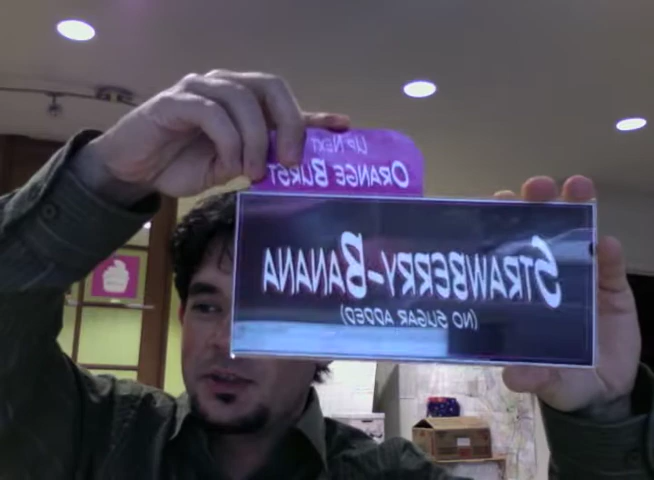 Up Next
Orange Burst
Strawberry-Banana
(No Sugar Added)